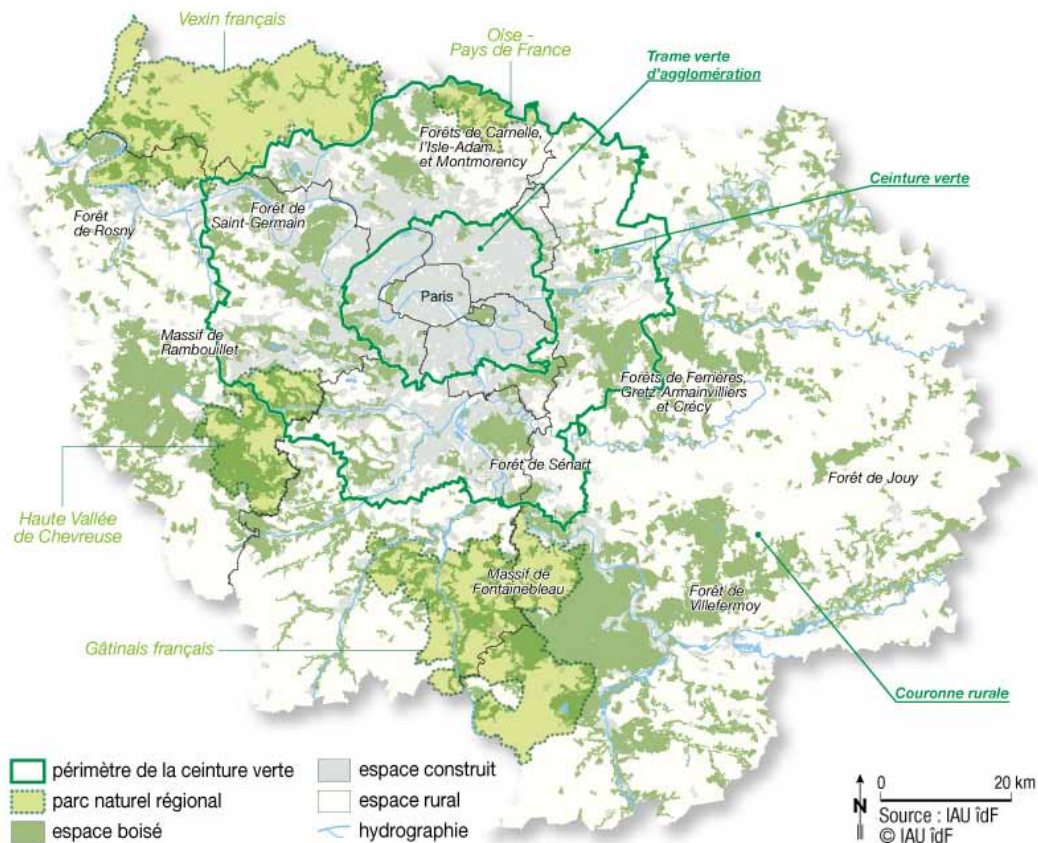 Vexin français
Oise -
Pays de France
Trame verte
d'agglomération
Forêts de Carnelle,
l'Isle-Adam
et Montmorency
Ceinture verte
Forêt
de Rosny
Forêt de
Saint-Germain
Paris
Massif de
Rambouillet
Forêts de Ferrières,
Gretz-Armainvilliers
et Crécy
Forêt de Sénart
Forêt de Jouy
Haute Vallée
de Chevreuse
Massif de
Fontainebleau
Forêt de
Villefermoy
Gâtinais français
Couronne rurale
périmètre de la ceinture verte
parc naturel régional
espace boisé
espace construit
espace rural
hydrographie
N
0 20 km
Source : IAU îdF
© IAU îdF